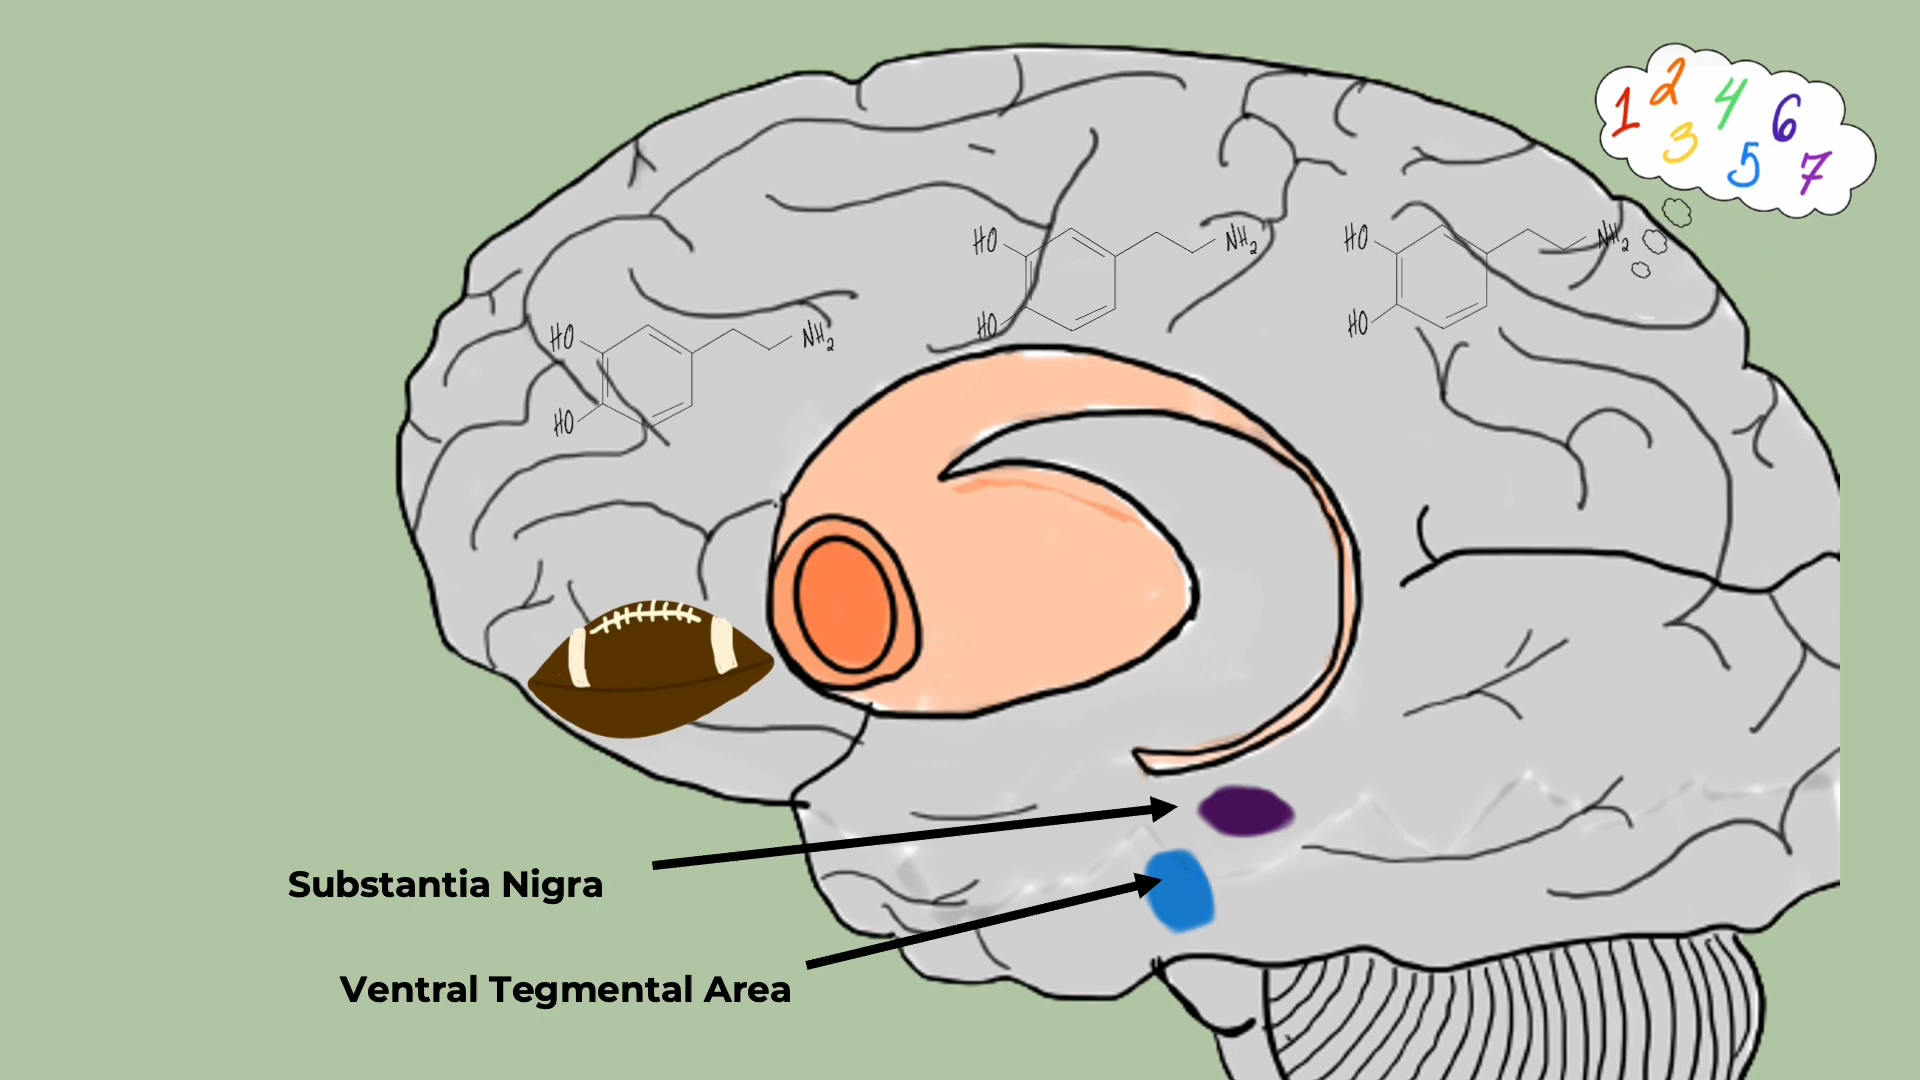 1 2 3 4 5 6 7
HO NH2
HO
HO NH2
HO
HO NH2
HO
Substantia Nigra
Ventral Tegmental Area